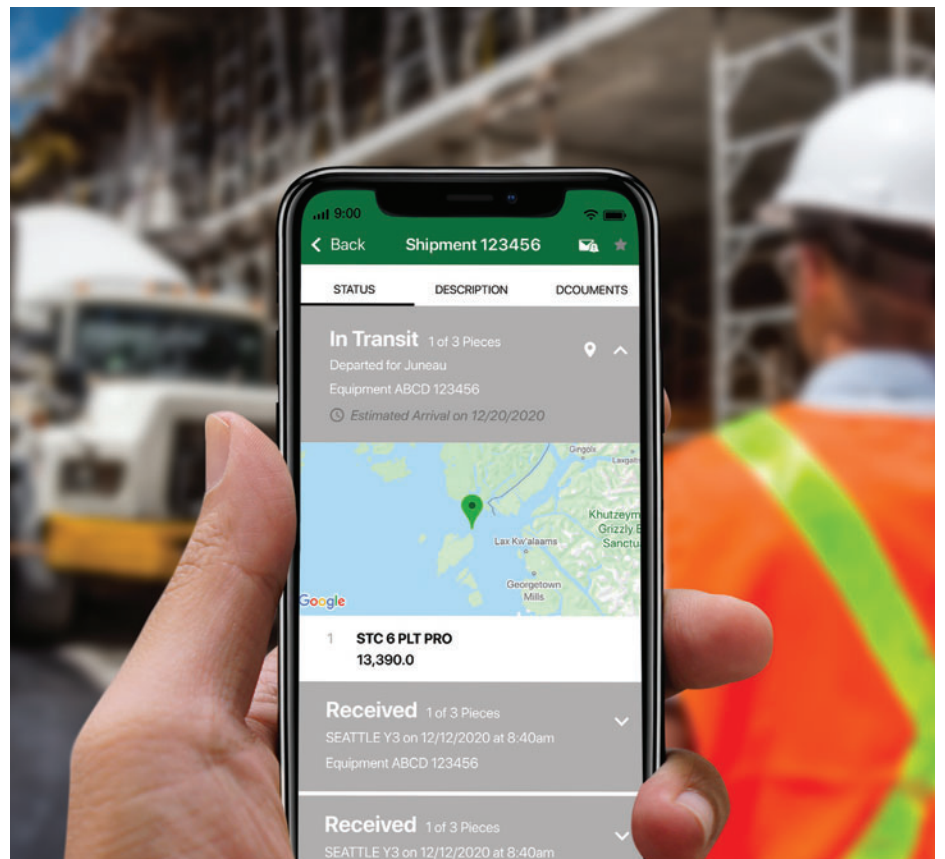 9:00
Back Shipment 123456
STATUS DESCRIPTION DCOUMENTS
In Transit 1 of 3 Pieces
Departed for Juneau
Equipment ABCD 123456
Estimated Arrival on 12/20/2020
Gingolx
Khutzeym
Grizzly
Sanctu
Lax Kw'alaams
Georgetown
Mills
Google
1 STC 6 PLT PRO
13,390.0
Received 1 of 3 Pieces
SEATTLE Y3 on 12/12/2020 at 8:40am
Equipment ABCD 123456
Received 1 of 3 Pieces
SEATTLE Y3 on 12/12/2020 at 8:40am